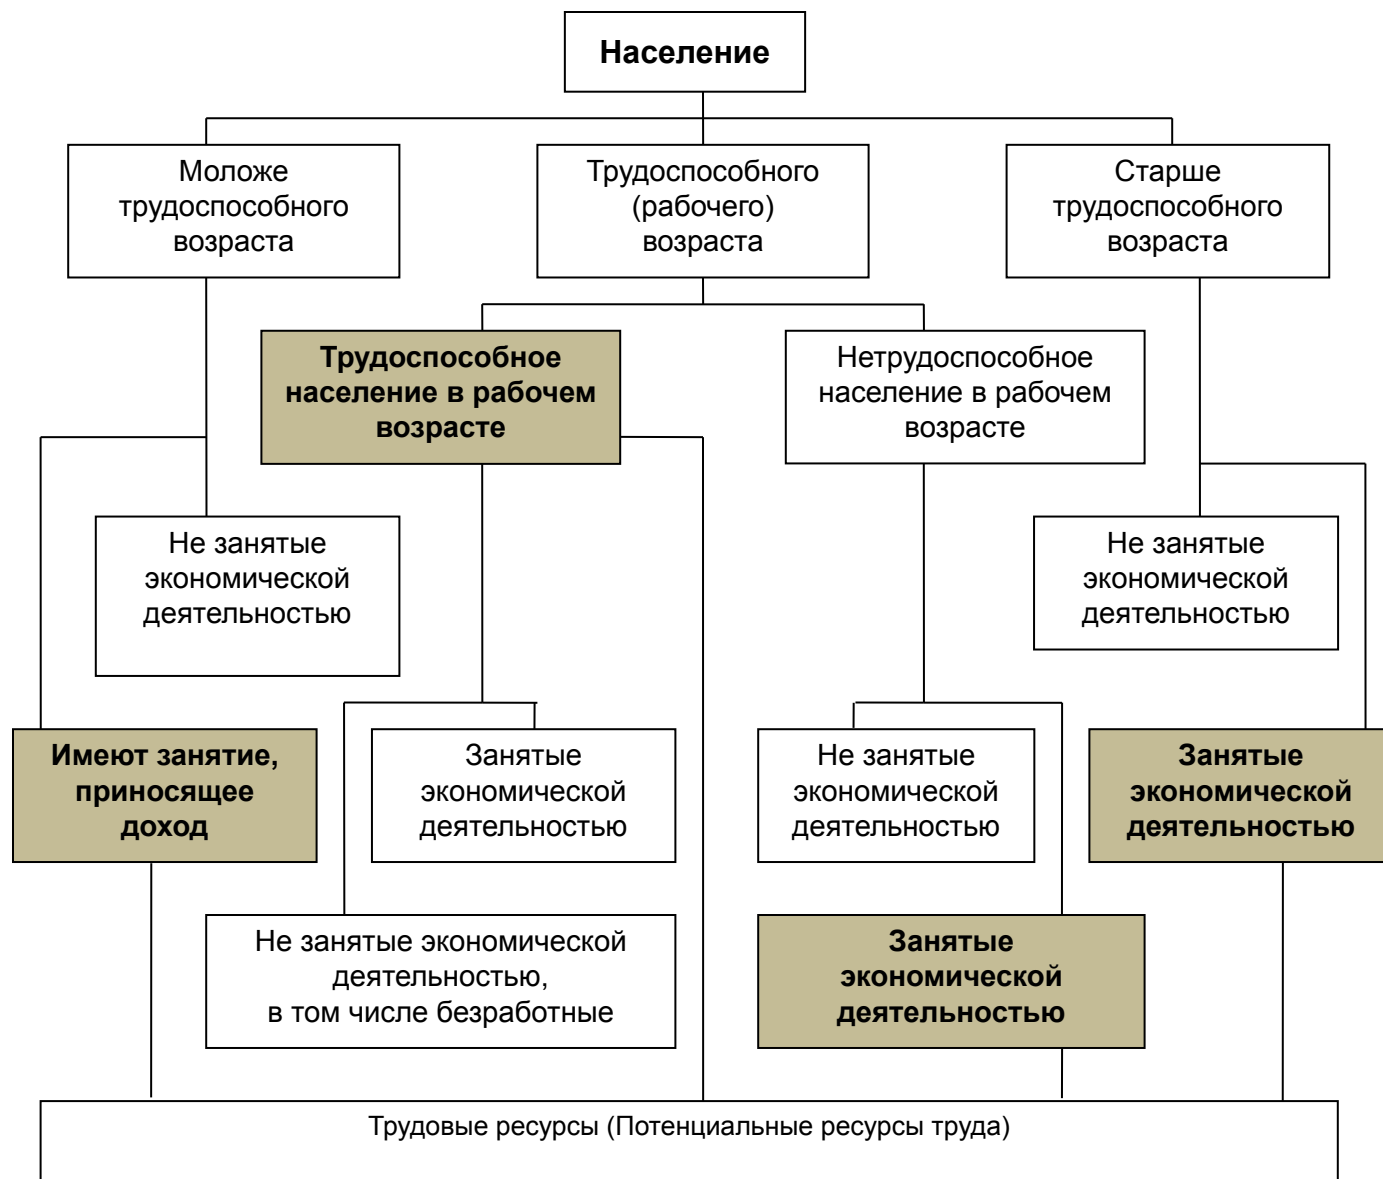 Население
Моложе
трудоспособного
возраста
Трудоспособного
(рабочего)
возраста
Старше
трудоспособного
возраста
Трудоспособное
население в рабочем
возрасте
Нетрудоспособное
население в рабочем
возрасте
Не занятые
экономической
деятельностью
Не занятые
экономической
деятельностью
Имеют занятие,
приносящее
доход
Занятые
экономической
деятельностью
Не занятые
экономической
деятельностью
Занятые
экономической
деятельностью
Не занятые экономической
деятельностью,
в том числе безработные
Занятые
экономической
деятельностью
Трудовые ресурсы (Потенциальные ресурсы труда)